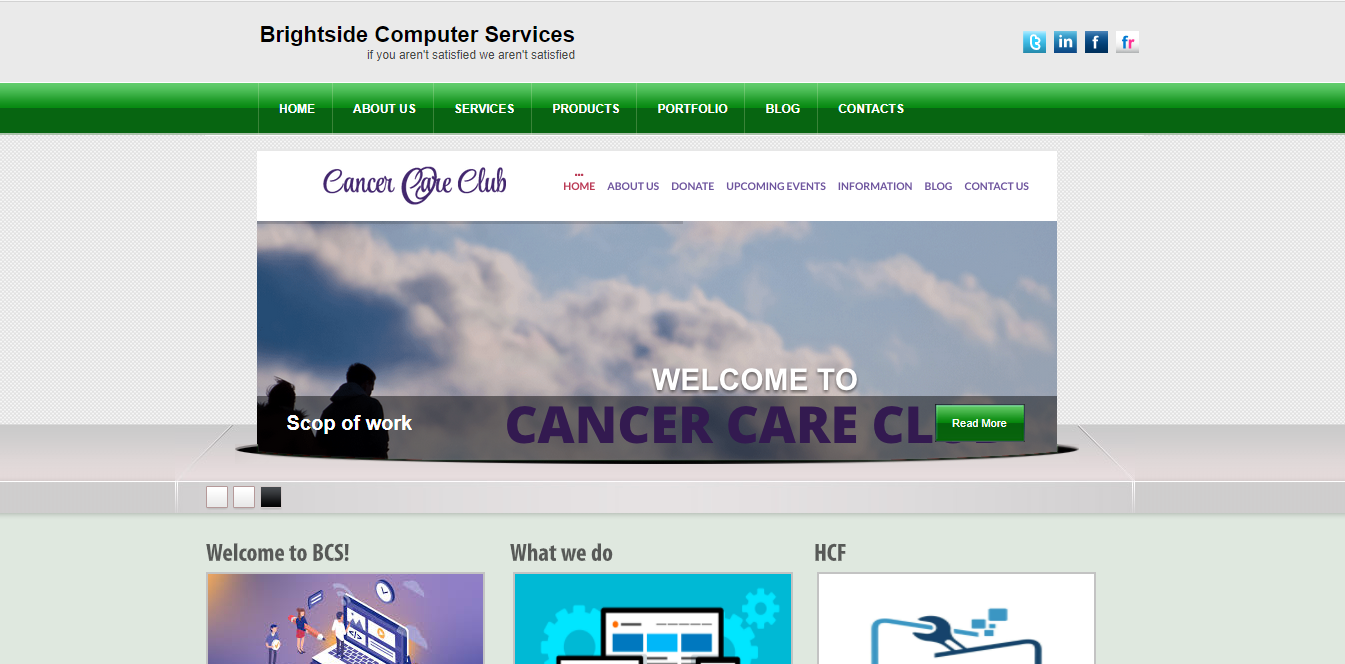 Brightside Computer Services
if you aren't satisfied we aren't satisfied
HOME ABOUT US SERVICES PRODUCTS PORTFOLIO BLOG CONTACTS
Cancer Care Club
HOME ABOUT US DONATE UPCOMING EVENTS INFORMATION BLOG CONTACT US
WELCOME TO
CANCER CARE
Scop of work
Read More
Welcome to BCS! What we do HCF